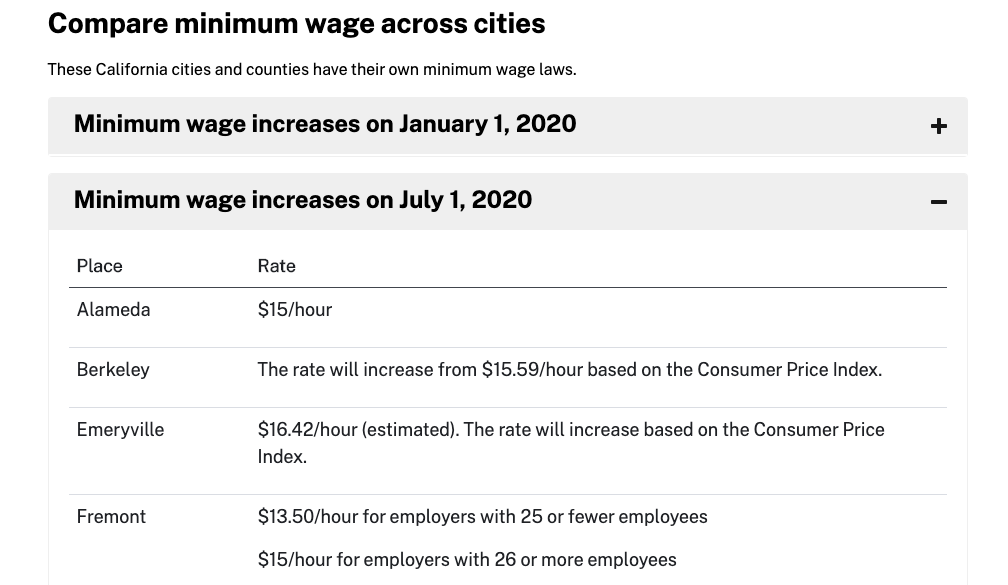 Compare minimum wage across cities
These California cities and counties have their own minimum wage laws.
Minimum wage increases on January 1, 2020 +
Minimum wage increases on July 1, 2020 −
Place Rate
Alameda $15/hour
Berkeley The rate will increase from $15.59/hour based on the Consumer Price Index.
Emeryville $16.42/hour (estimated). The rate will increase based on the Consumer Price
Index.
Fremont $13.50/hour for employers with 25 or fewer employees
$15/hour for employers with 26 or more employees